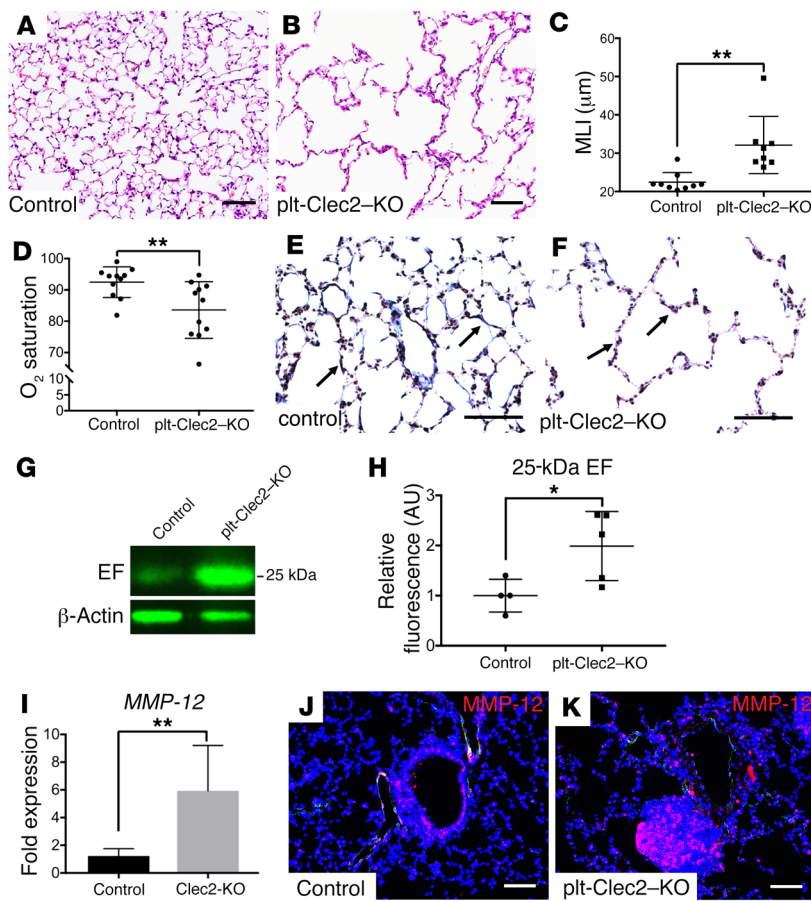 A
Control
B
plt-Clec2–KO
C
MLI (μm)
60
50
40
30
20
**
Control
plt-Clec2–KO
D
O2 saturation
100
90
80
70
10
5
0
**
Control
plt-Clec2–KO
E
control
F
plt-Clec2–KO
G
Control
plt-Clec2–KO
EF
25 kDa
β-Actin
H
25-kDa EF
Relative
fluorescence (AU)
3
2
1
0
*
Control
plt-Clec2–KO
I
MMP-12
Fold expression
10
8
6
4
2
0
**
Control
Clec2-KO
J
MMP-12
Control
K
MMP-12
plt-Clec2–KO